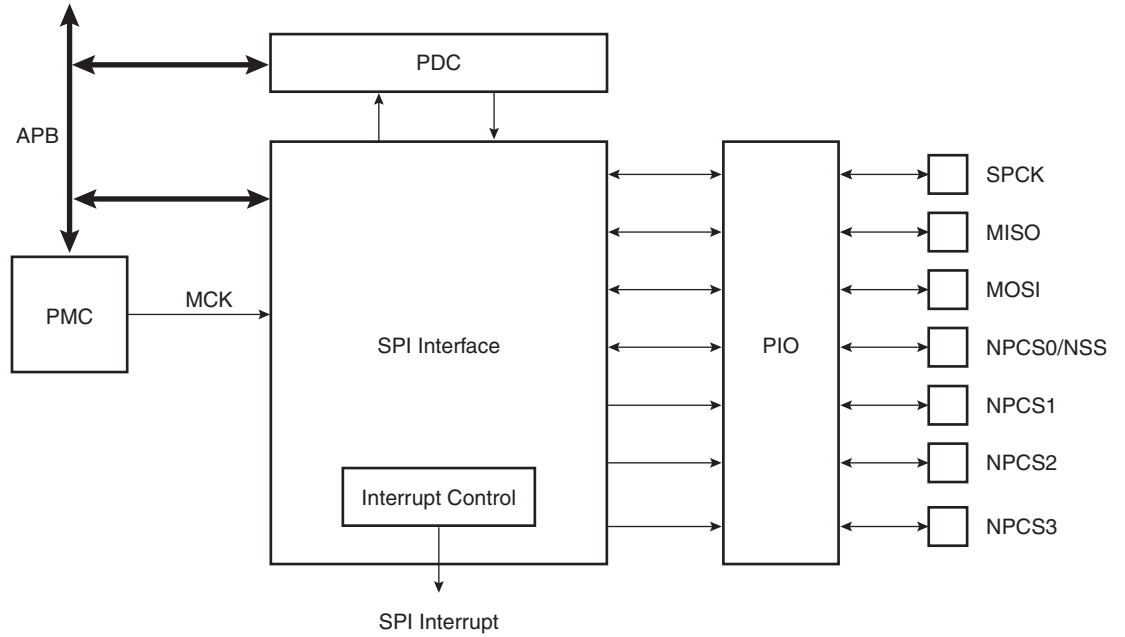 PDC
APB
SPCK
MISO
MCK
MOSI
PMC
SPI Interface
PIO
NPCS0/NSS
NPCS1
NPCS2
Interrupt Control
NPCS3
SPI Interrupt